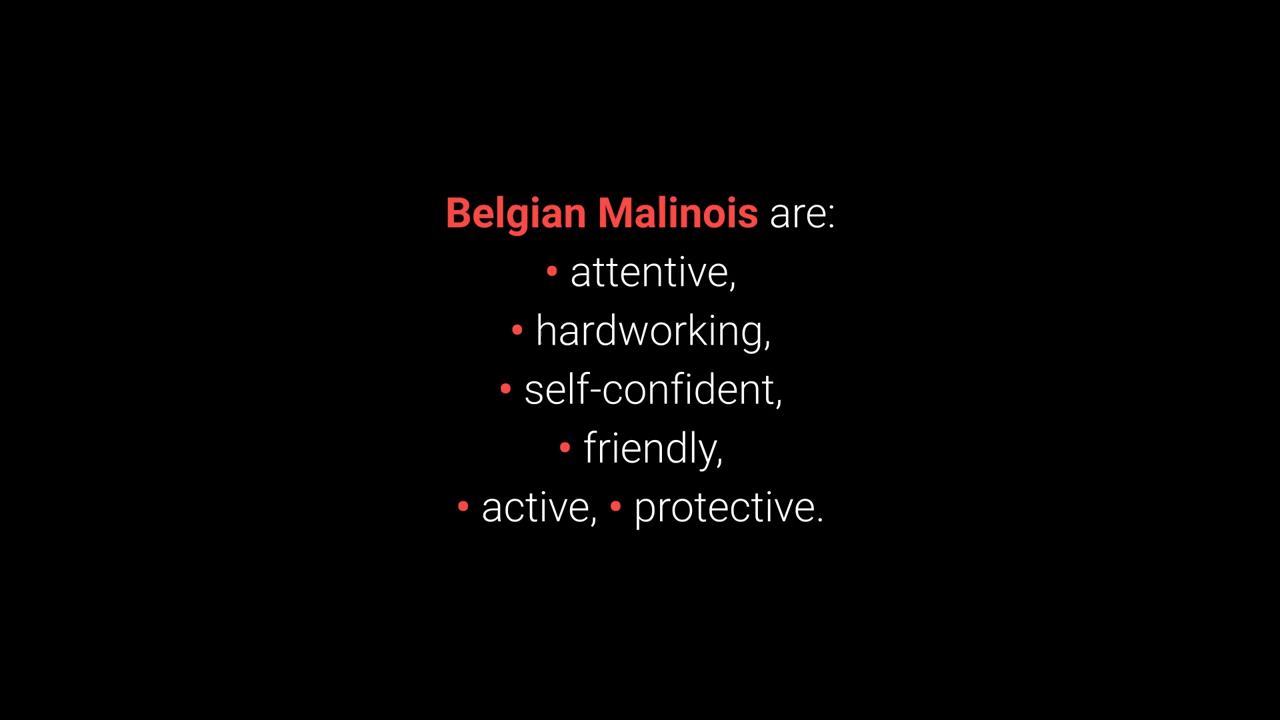 Belgian Malinois are:
• attentive,
• hardworking,
• self-confident,
• friendly,
• active, • protective.